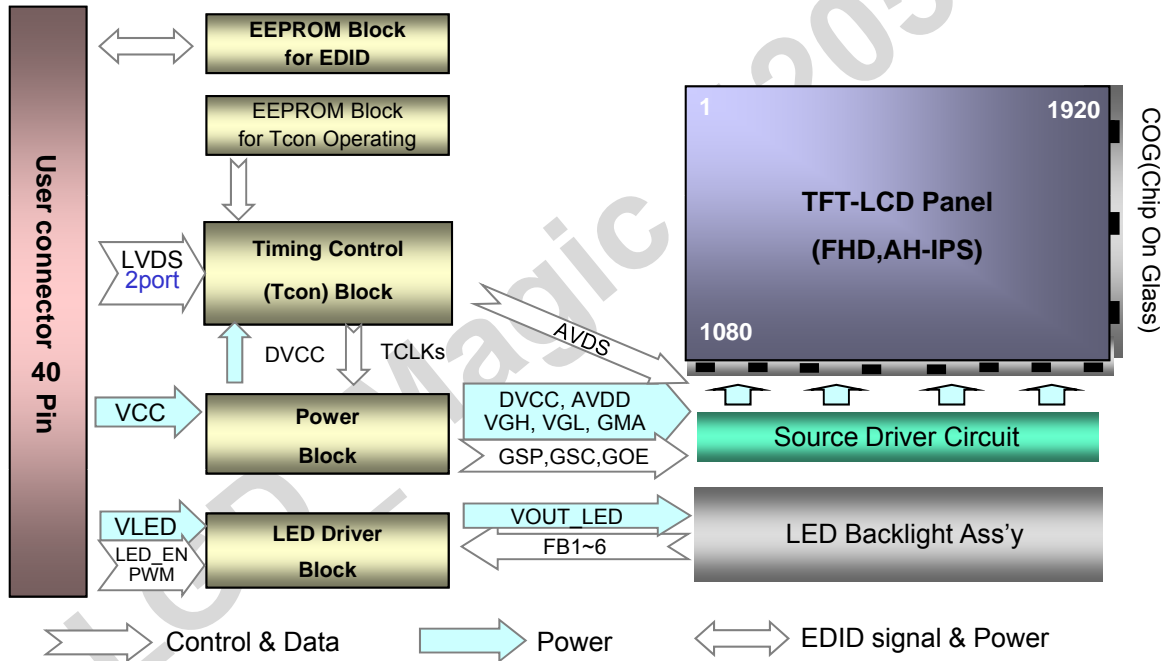 EEPROM Block
for EDID
EEPROM Block
for Tcon Operating
User connector 40 Pin
LVDS
2port
Timing Control
(Tcon) Block
DVCC
TCLKs
AVDS
VCC
Power
Block
DVCC, AVDD
VGH, VGL, GMA
GSP,GSC,GOE
VLED
LED_EN
PWM
LED Driver
Block
VOUT_LED
FB1~6
1
1920
TFT-LCD Panel
(FHD,AH-IPS)
1080
COG(Chip On Glass)
Source Driver Circuit
LED Backlight Ass'y
Control & Data
Power
EDID signal & Power